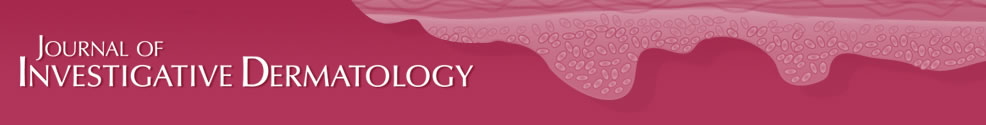 JOURNAL OF
INVESTIGATIVE DERMATOLOGY